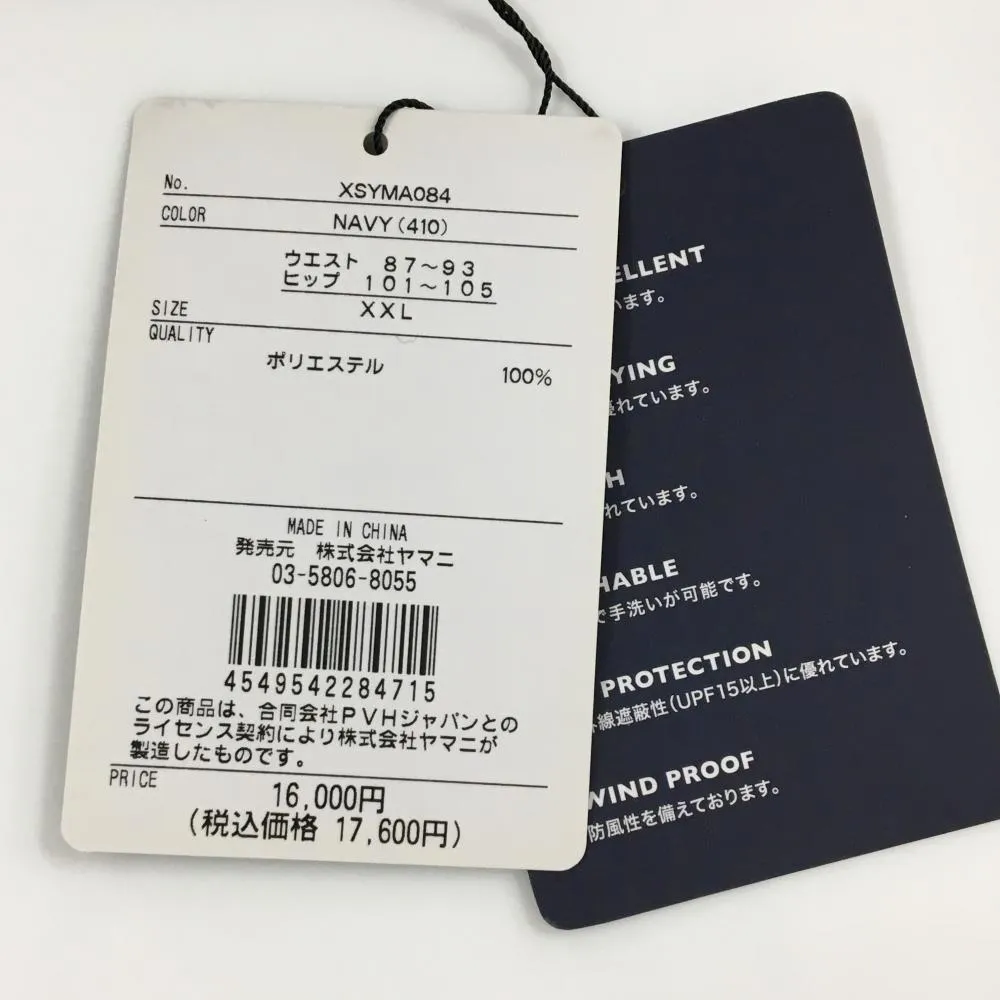 No. XSYMA084
COLOR NAVY(410)
ウエスト 87~93
ヒップ 101~105
SIZE XXL
QUALITY
ポリエステル 100%
MADE IN CHINA
発売元 株式会社ヤマニ
03-5806-8055
4549542284715
この商品は、合同会社PVHジャパンとの
ライセンス契約により株式会社ヤマニが
製造したものです。
PRICE
16,000円
(税込価格 17,600円)
ELLENT
います。
YING
れています。
H
れています。
HABLE
で手洗いが可能です。
PROTECTION
線遮蔽性(UPF15以上)に優れています。
WIND PROOF
防風性を備えております。